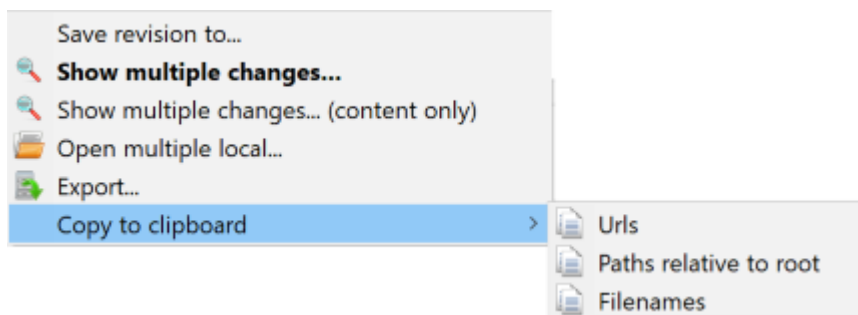 Save revision to...
Show multiple changes...
Show multiple changes... (content only)
Open multiple local...
Export...
Copy to clipboard
Urls
Paths relative to root
Filenames